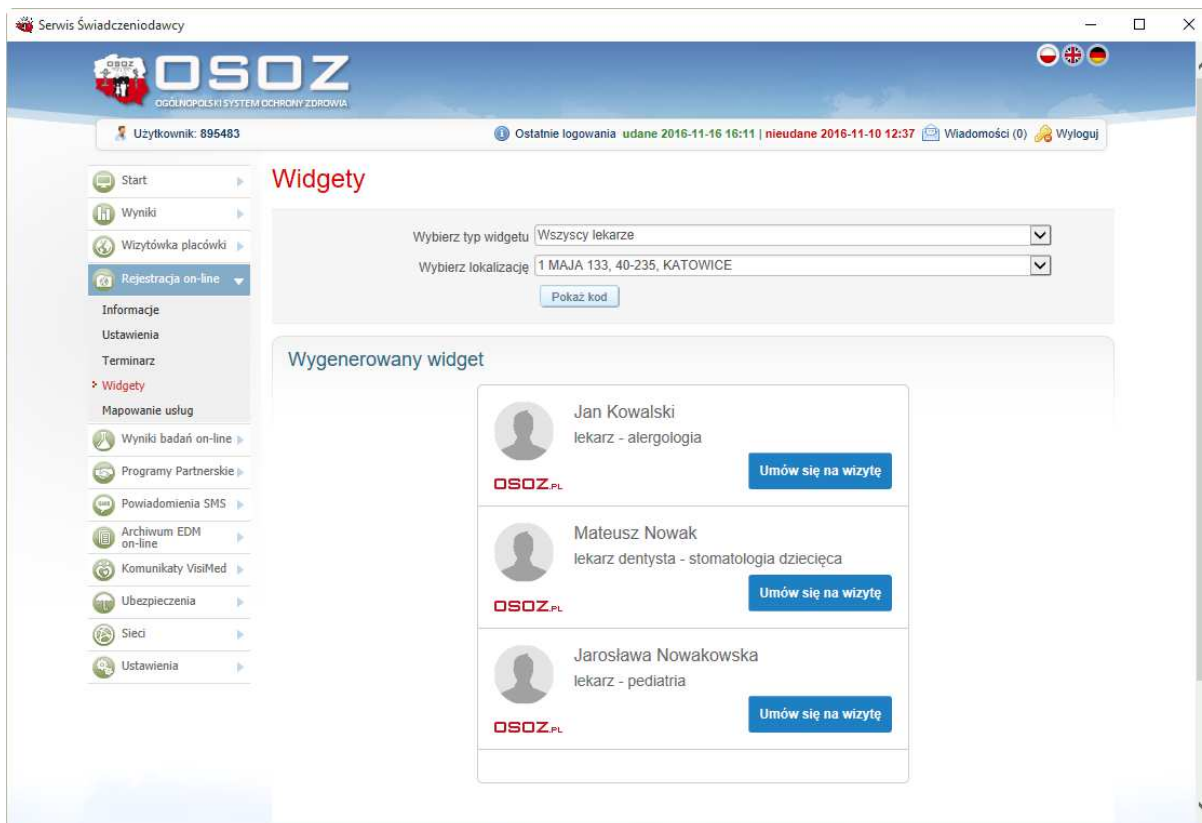 Serwis Świadczeniodawcy
OSOZ
OSOZ
OGÓLNOPOLSKI SYSTEM OCHRONY ZDROWIA
Użytkownik: 895483
Ostatnie logowania udane 2016-11-16 16:11 | nieudane 2016-11-10 12:37 Wiadomości (0) Wyloguj
Start
Wyniki
Wizytówka placówki
Rejestracja on-line
Informacje
Ustawienia
Terminarz
Widgety
Mapowanie usług
Wyniki badań on-line
Programy Partnerskie
Powiadomienia SMS
Archiwum EDM
on-line
Komunikaty VisiMed
Ubezpieczenia
Sieci
Ustawienia
Widgety
Wybierz typ widgetu Wszyscy lekarze
Wybierz lokalizację 1 MAJA 133, 40-235, KATOWICE
Pokaż kod
Wygenerowany widget
Jan Kowalski
lekarz - alergologia
Umów się na wizytę
OSOZ.PL
Mateusz Nowak
lekarz dentysta - stomatologia dziecięca
Umów się na wizytę
OSOZ.PL
Jarosława Nowakowska
lekarz - pediatria
Umów się na wizytę
OSOZ.PL